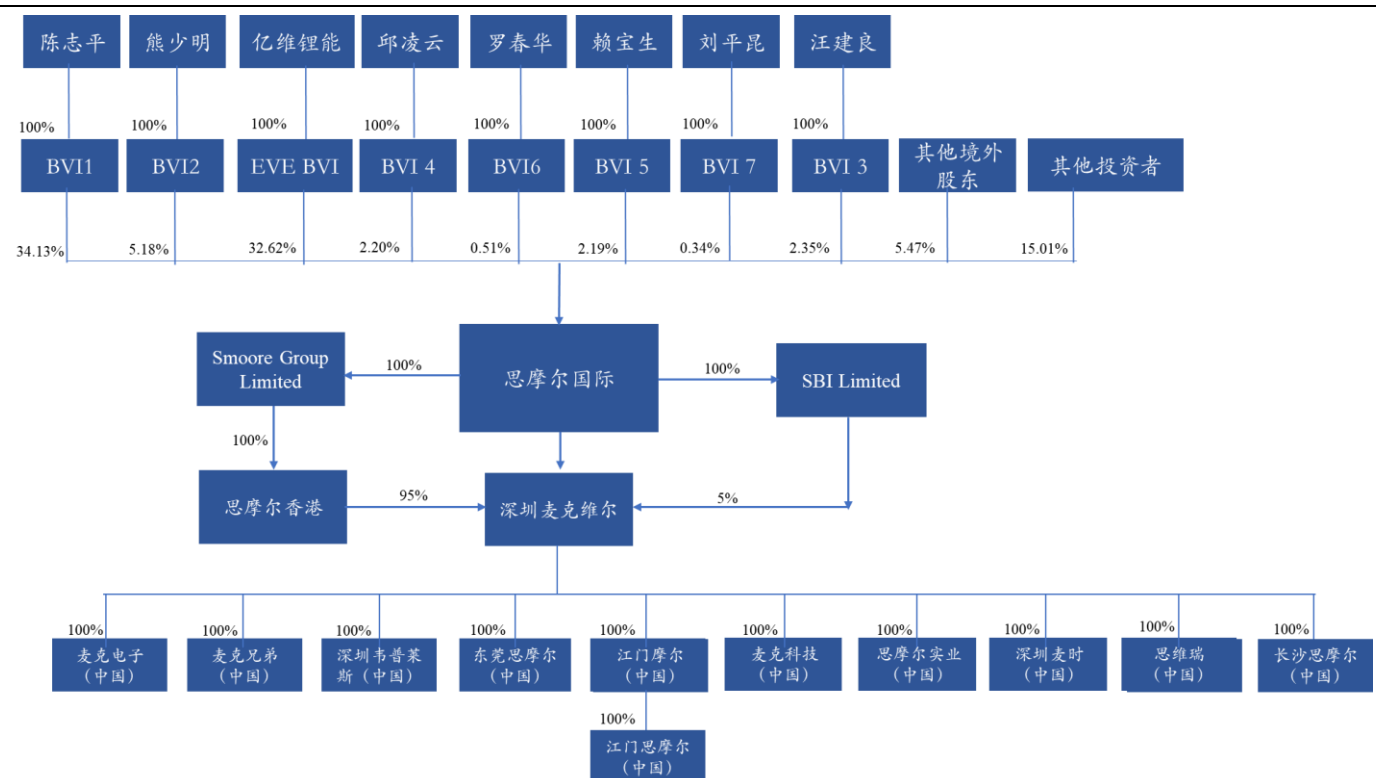 陈志平
熊少明
亿维锂能
邱凌云
罗春华
赖宝生
刘平昆
汪建良
100%
100%
100%
100%
100%
100%
100%
100%
BVI1
BVI2
EVE BVI
BVI 4
BVI6
BVI 5
BVI 7
BVI 3
其他境外
股东
其他投资者
34.13%
5.18%
32.62%
2.20%
0.51%
2.19%
0.34%
2.35%
5.47%
15.01%
Smoore Group
Limited
100%
思摩尔国际
100%
SBI Limited
100%
思摩尔香港
95%
深圳麦克维尔
5%
100%
100%
100%
100%
100%
100%
100%
100%
100%
100%
麦克电子
（中国）
麦克兄弟
（中国）
深圳韦普莱
斯（中国）
东莞思摩尔
（中国）
江门摩尔
（中国）
麦克科技
（中国）
思摩尔实业
（中国）
深圳麦时
（中国）
思维瑞
（中国）
长沙思摩尔
（中国）
100%
江门思摩尔
（中国）